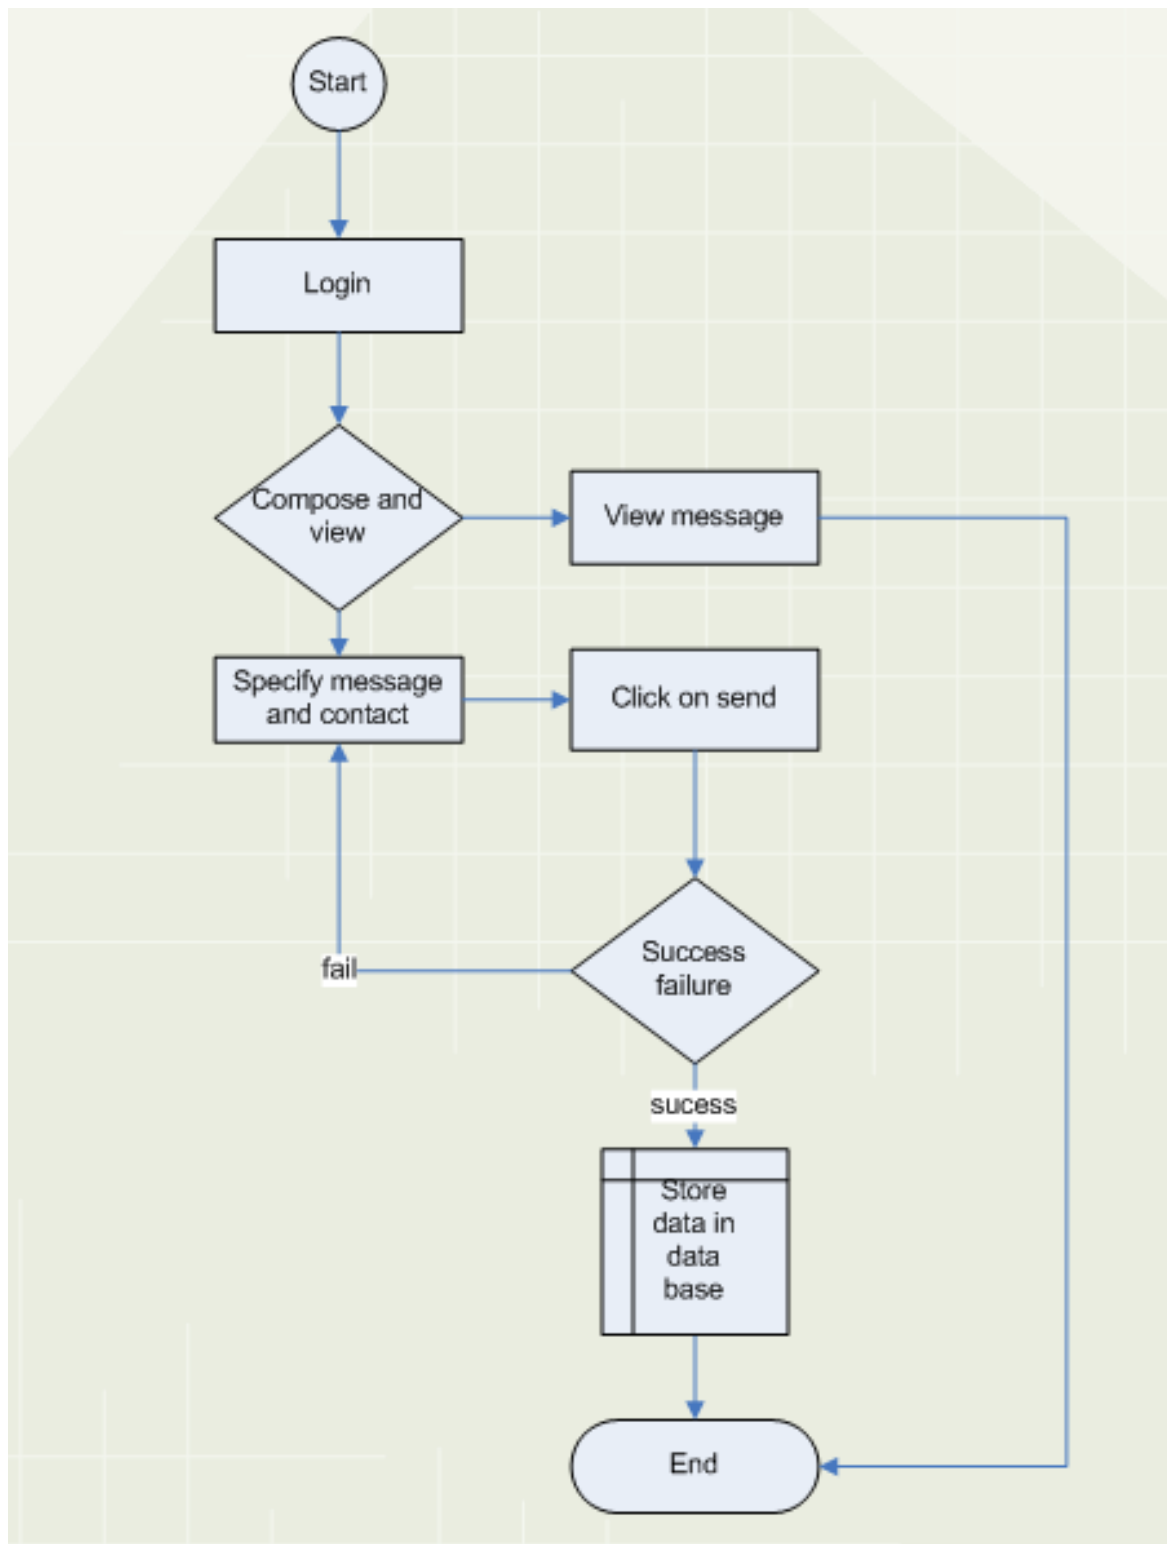 Start
Login
Compose and
view
View message
Specify message
and contact
Click on send
Success
failure
fail
sucess
Store
data in
data
base
End